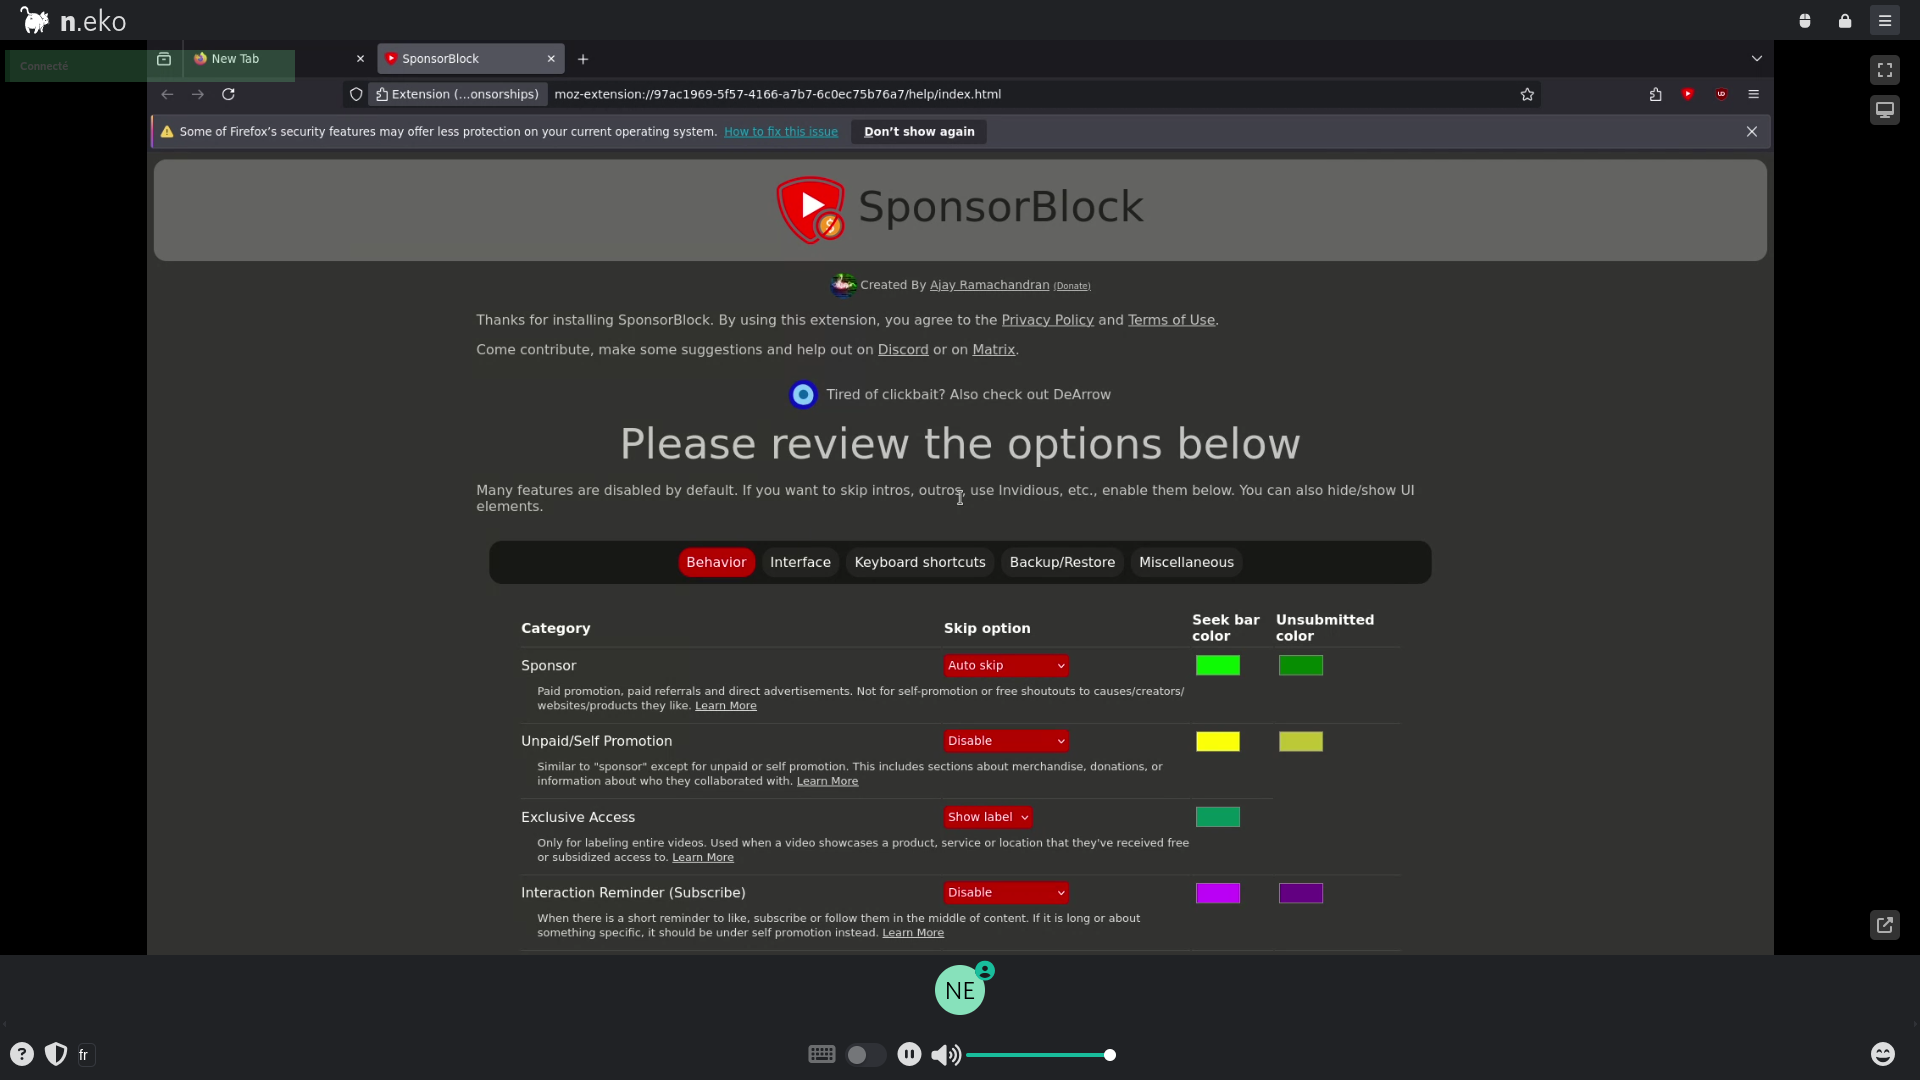 n.eko
Connecté
New Tab
SponsorBlock
Extension (...onsorships)
moz-extension://97ac1969-5f57-4166-a7b7-6c0ec75b76a7/help/index.html
Some of Firefox's security features may offer less protection on your current operating system. How to fix this issue Don't show again
SponsorBlock
Created By Ajay Ramachandran (Donate)
Thanks for installing SponsorBlock. By using this extension, you agree to the Privacy Policy and Terms of Use.
Come contribute, make some suggestions and help out on Discord or on Matrix.
Tired of clickbait? Also check out DeArrow
Please review the options below
Many features are disabled by default. If you want to skip intros, outros, use Invidious, etc., enable them below. You can also hide/show UI
elements.
Behavior Interface Keyboard shortcuts Backup/Restore Miscellaneous
Category Skip option Seek bar color Unsubmitted color
Sponsor Auto skip
Paid promotion, paid referrals and direct advertisements. Not for self-promotion or free shoutouts to causes/creators/
websites/products they like. Learn More
Unpaid/Self Promotion Disable
Similar to "sponsor" except for unpaid or self promotion. This includes sections about merchandise, donations, or
information about who they collaborated with. Learn More
Exclusive Access Show label
Only for labeling entire videos. Used when a video showcases a product, service or location that they've received free
or subsidized access to. Learn More
Interaction Reminder (Subscribe) Disable
When there is a short reminder to like, subscribe or follow them in the middle of content. If it is long or about
something specific, it should be under self promotion instead. Learn More
NE
fr